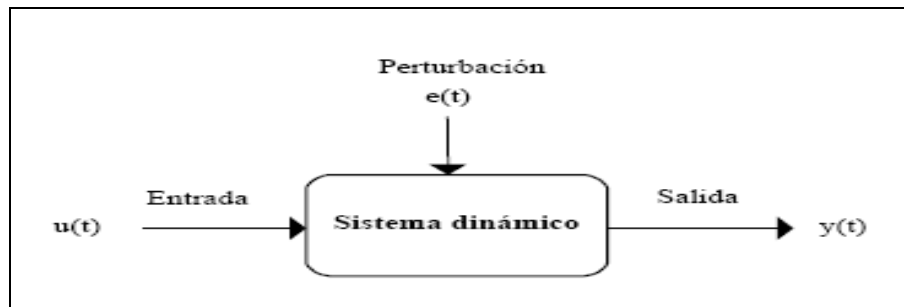 Perturbación
e(t)
Entrada
Salida
u(t)
Sistema dinámico
y(t)